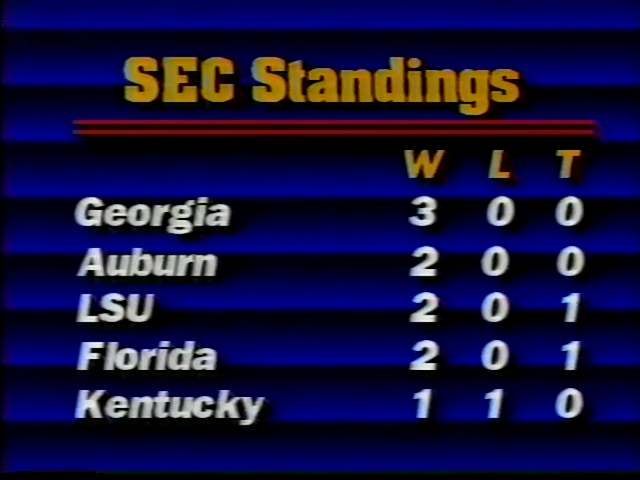 SEC Standings
W L T
Georgia 3 0 0
Auburn 2 0 0
LSU 2 0 1
Florida 2 0 1
Kentucky 1 1 0